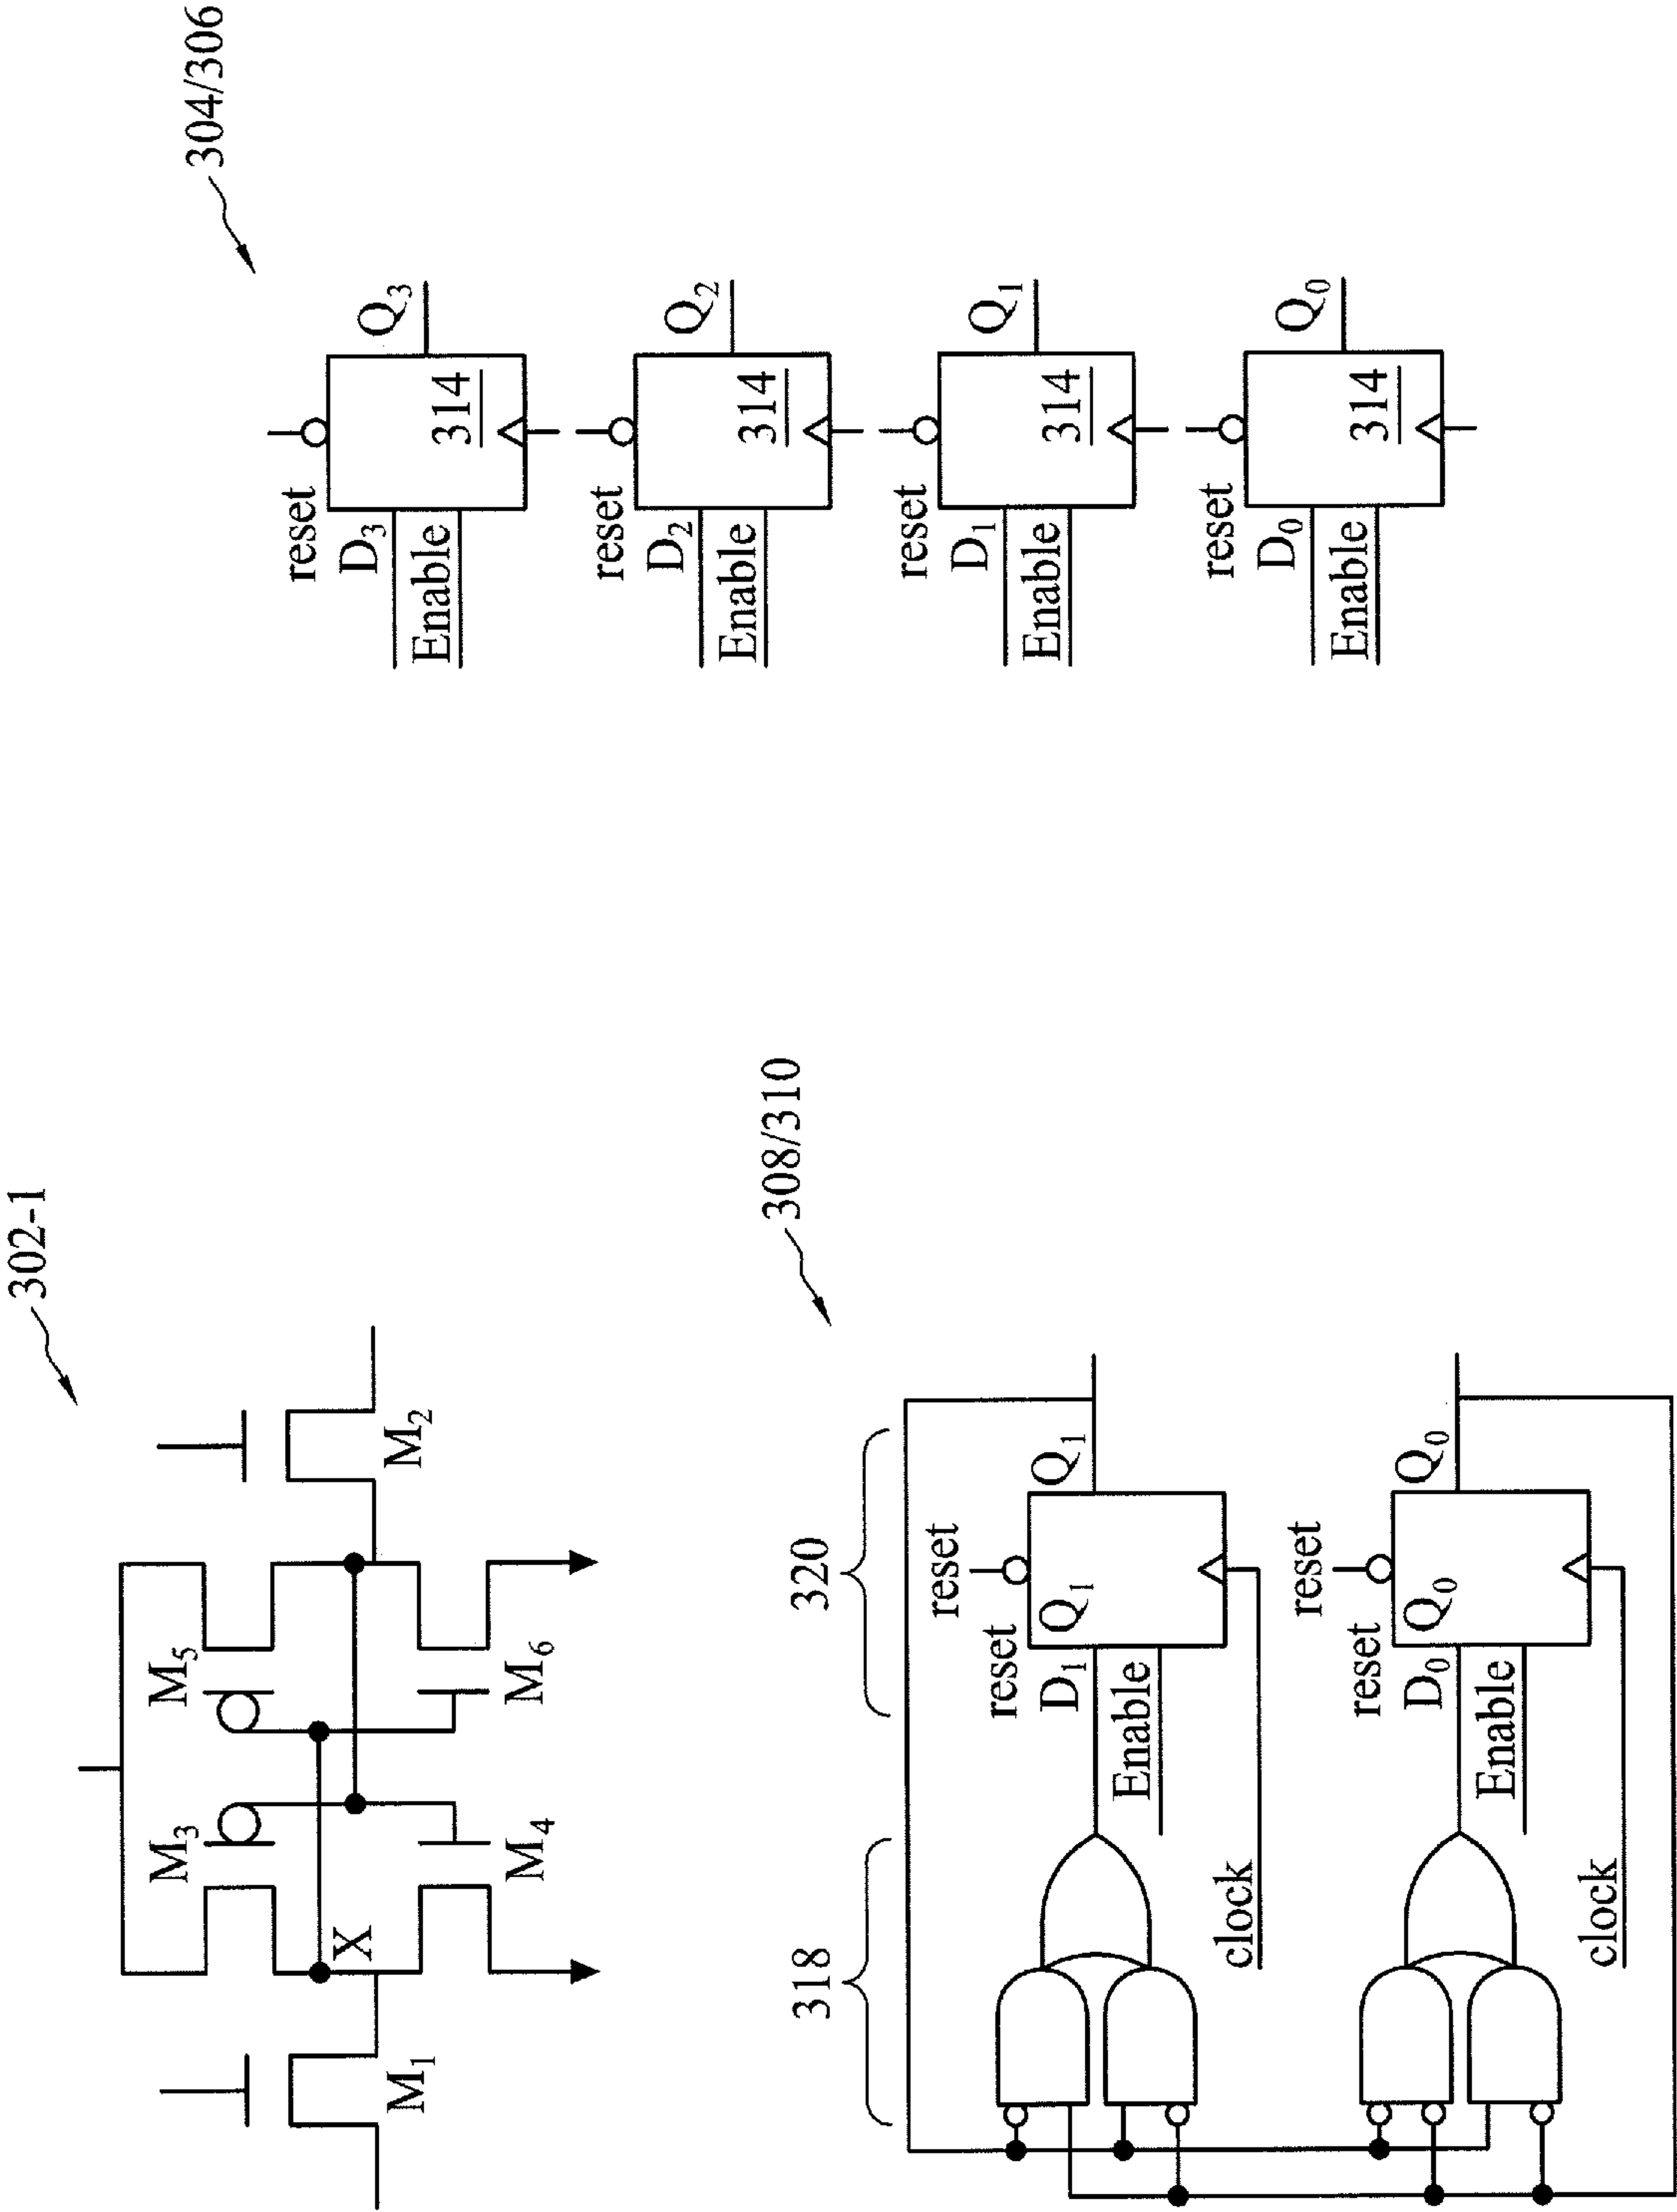 302-1
M₃
M₅
X
M₁
M₂
M₄
M₆
304/306
reset
D₃
Q₃
Enable
314
reset
D₂
Q₂
Enable
314
reset
D₁
Q₁
Enable
314
reset
D₀
Q₀
Enable
314
308/310
318
320
reset
reset
D₁
Q₁
Q₁
Enable
clock
reset
reset
D₀
Q₀
Q₀
Enable
clock